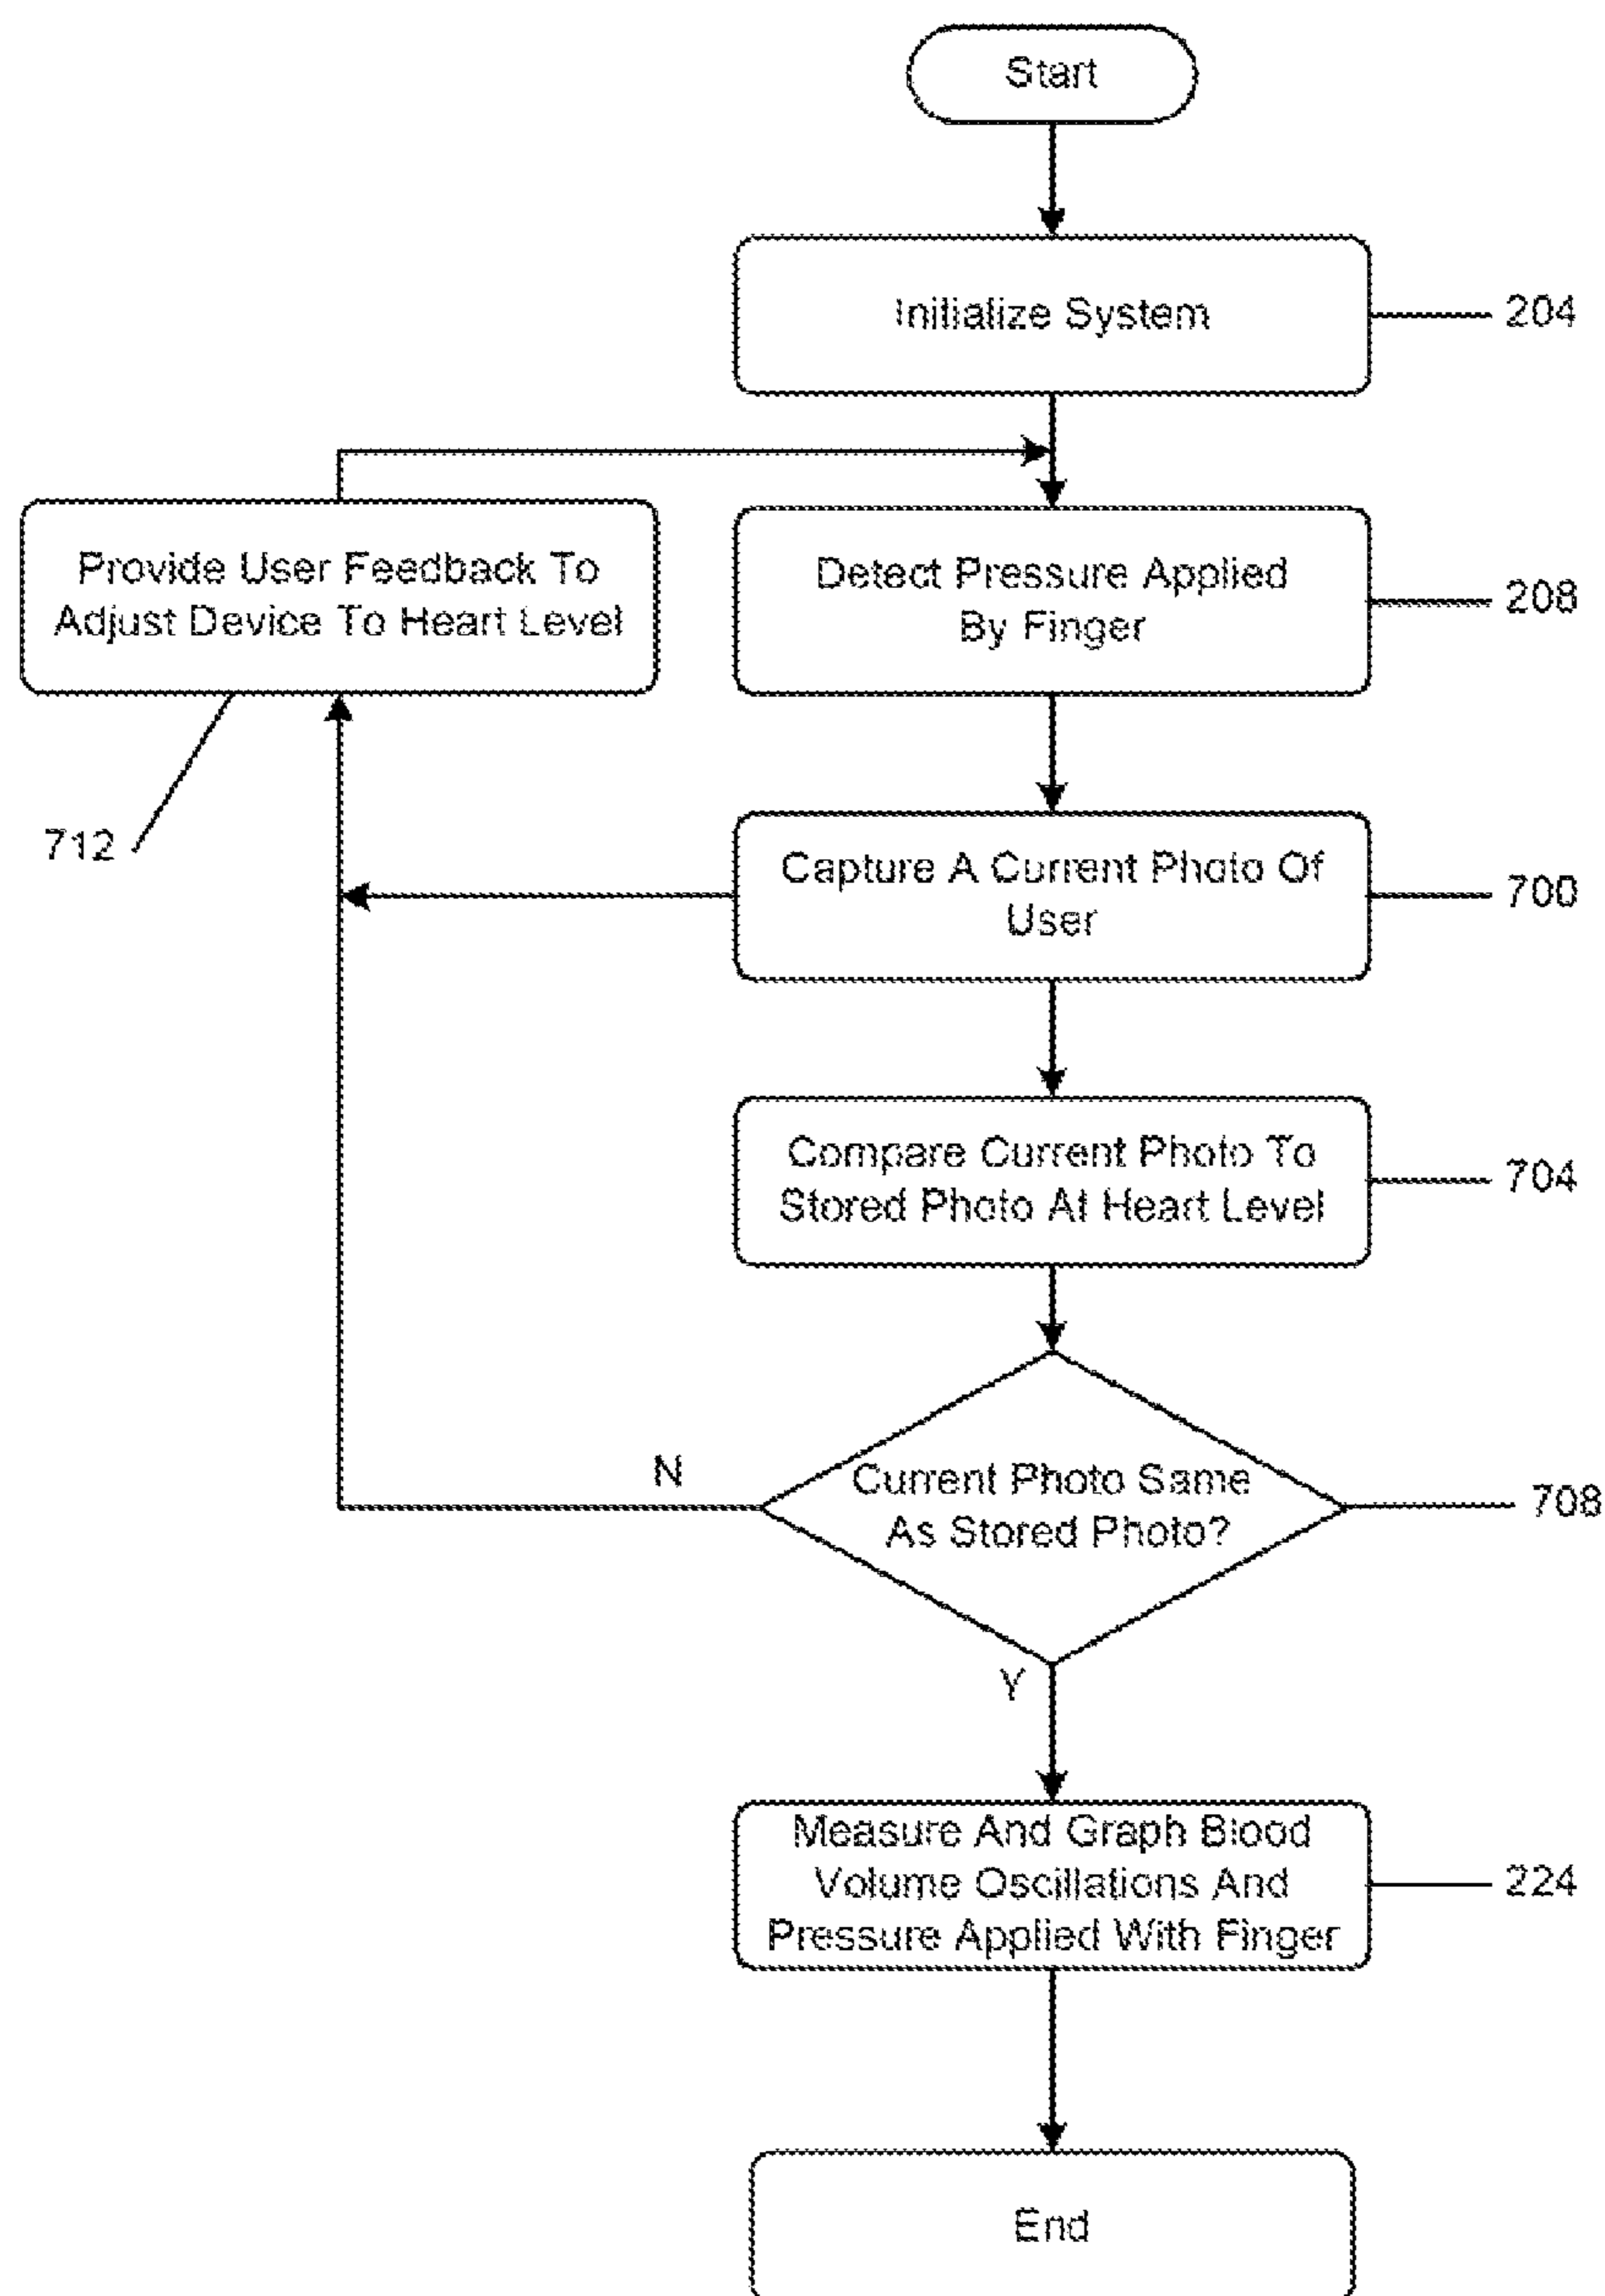 Start
Initialize System
204
Provide User Feedback To
Adjust Device To Heart Level
712
Detect Pressure Applied
By Finger
208
Capture A Current Photo Of
User
700
Compare Current Photo To
Stored Photo At Heart Level
704
Current Photo Same
As Stored Photo?
708
N
Y
Measure And Graph Blood
Volume Oscillations And
Pressure Applied With Finger
224
End